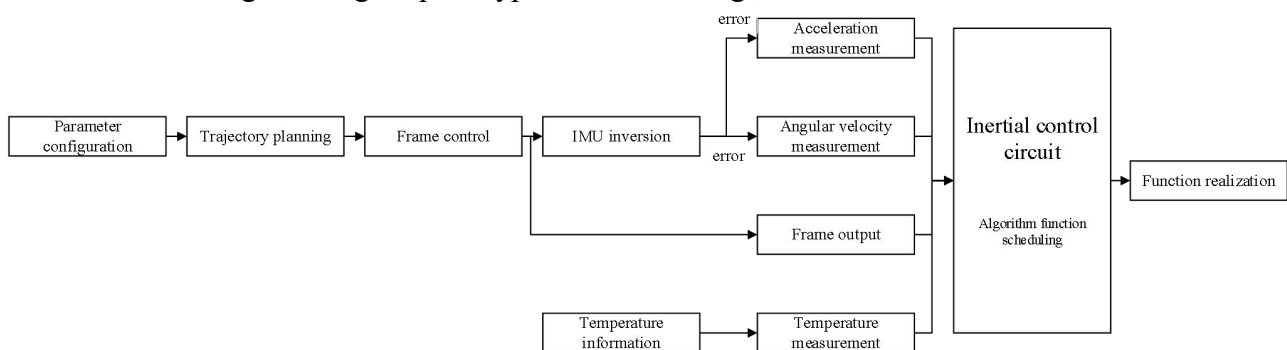 error
Acceleration
measurement
Parameter
configuration
Trajectory planning
Frame control
IMU inversion
error
Angular velocity
measurement
Frame output
Temperature
information
Temperature
measurement
Inertial control
circuit
Algorithm function
scheduling
Function realization